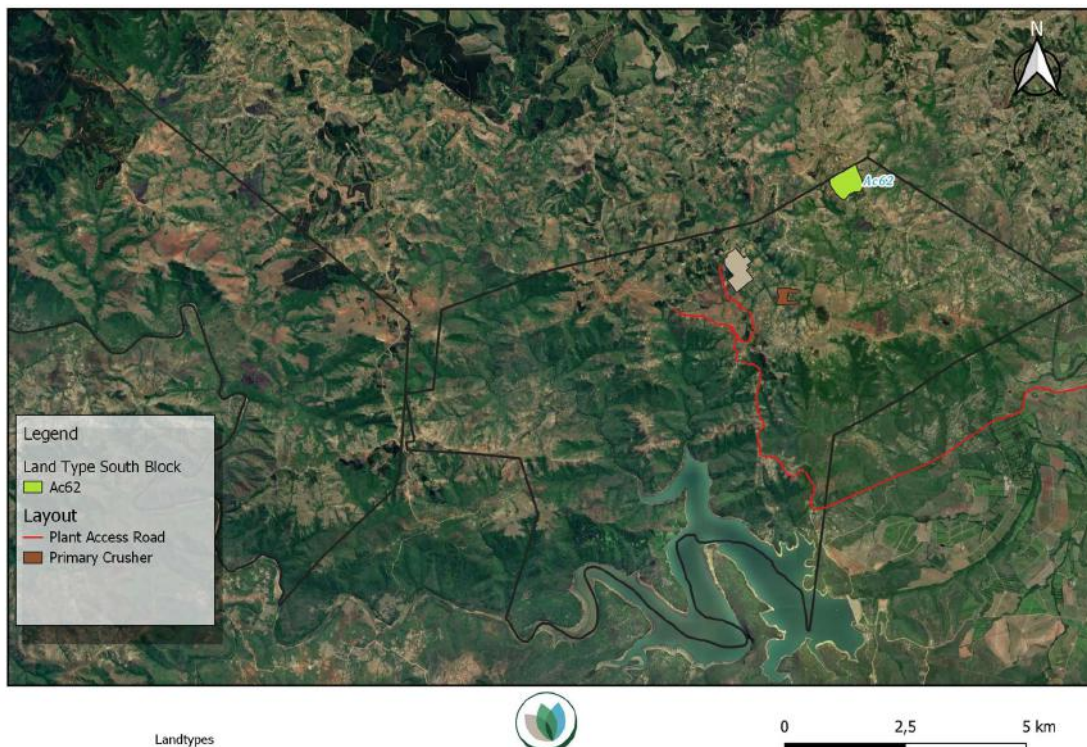 N
Ac62
Legend
Land Type South Block
Ac62
Layout
Plant Access Road
Primary Crusher
Landtypes
0 2,5 5 km